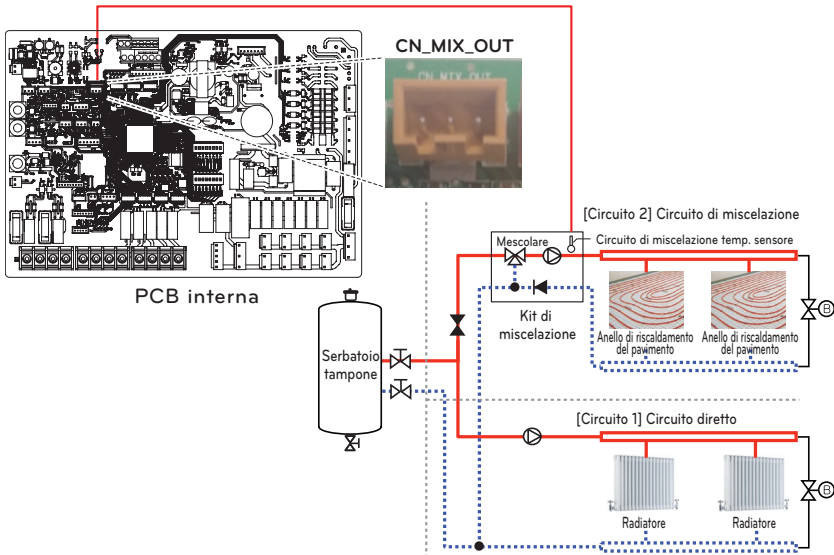 CN_MIX_OUT
CN_MIX_OUT
PCB interna
[Circuito 2] Circuito di miscelazione
Mescolare
Circuito di miscelazione temp. sensore
Kit di
miscelazione
Anello di riscaldamento
del pavimento
Anello di riscaldamento
del pavimento
B
Serbatoio
tampone
[Circuito 1] Circuito diretto
Radiatore
Radiatore
B